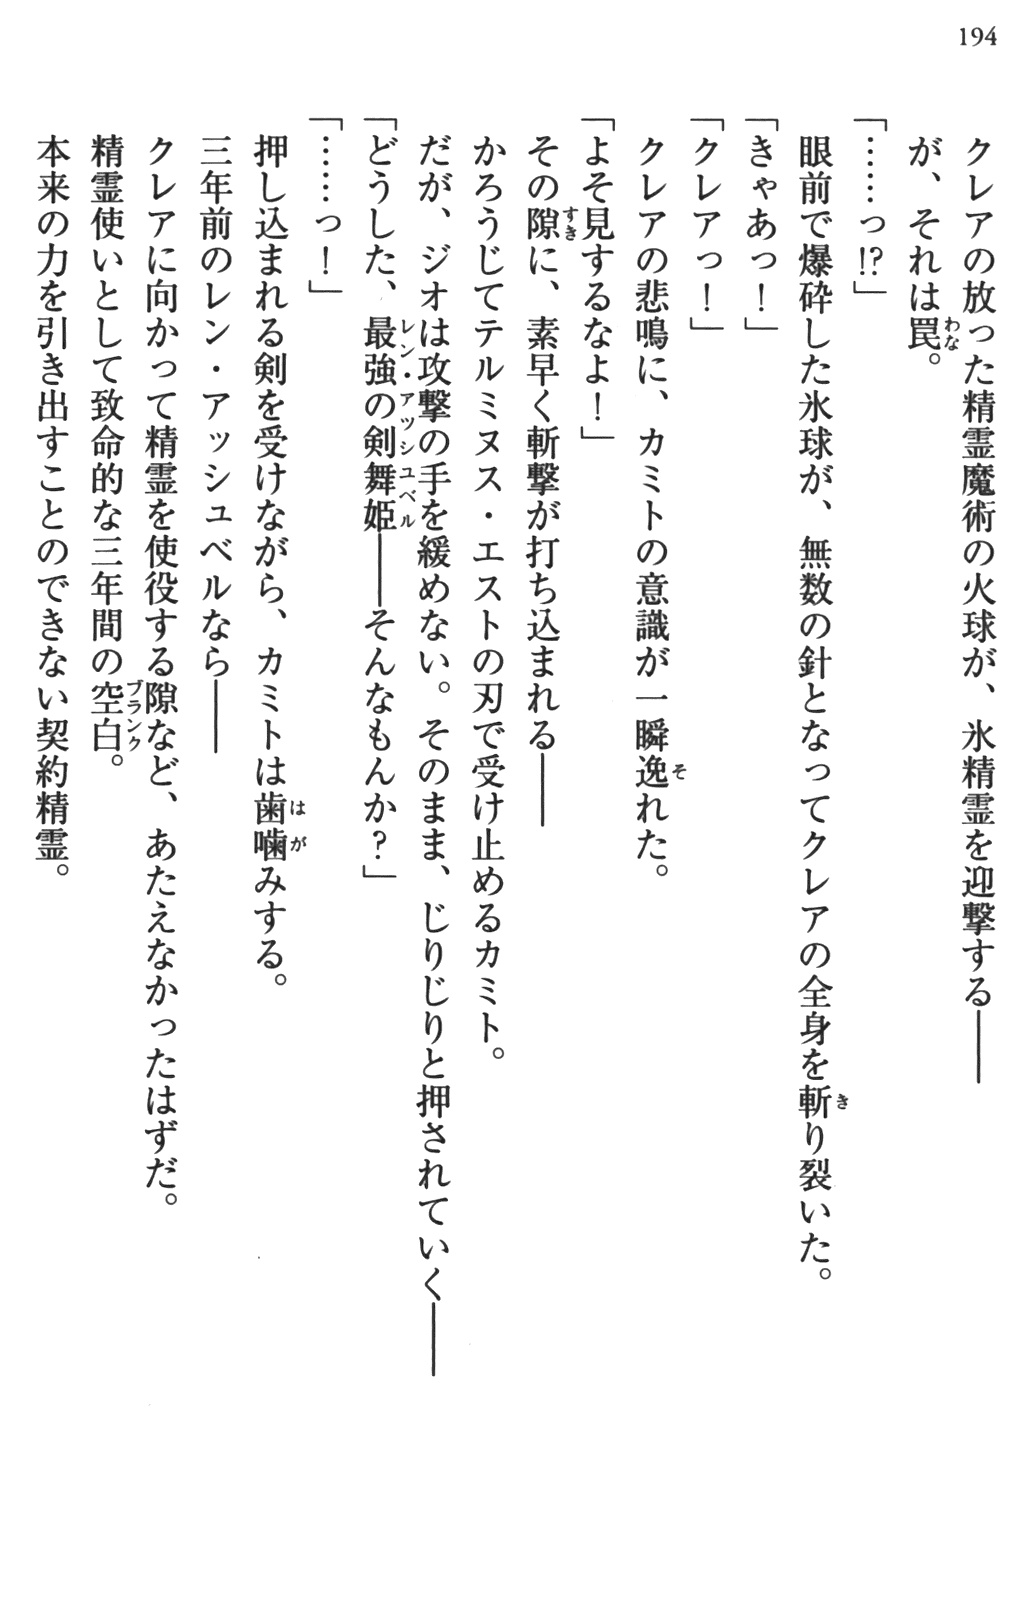 194
クレアの放った精霊魔術の火球が、氷精霊を迎撃する――
が、それは罠。
「……っ!?」
眼前で爆砕した氷球が、無数の針となってクレアの全身を斬り裂いた。
「きゃあっ！」
「クレアっ！」
クレアの悲鳴に、カミトの意識が一瞬逸れた。
「よそ見するなよ！」
その隙に、素早く斬撃が打ち込まれる――
かろうじてテルミヌス・エストの刃で受け止めるカミト。
だが、ジオは攻撃の手を緩めない。そのまま、じりじりと押されていく――
「どうした、最強の剣舞姫――そんなもんか？」
「……っ！」
押し込まれる剣を受けながら、カミトは歯噛みする。
三年前のレン・アッシュベルなら――
クレアに向かって精霊を使役する隙など、あたえなかったはずだ。
精霊使いとして致命的な三年間の空白。
本来の力を引き出すことのできない契約精霊。